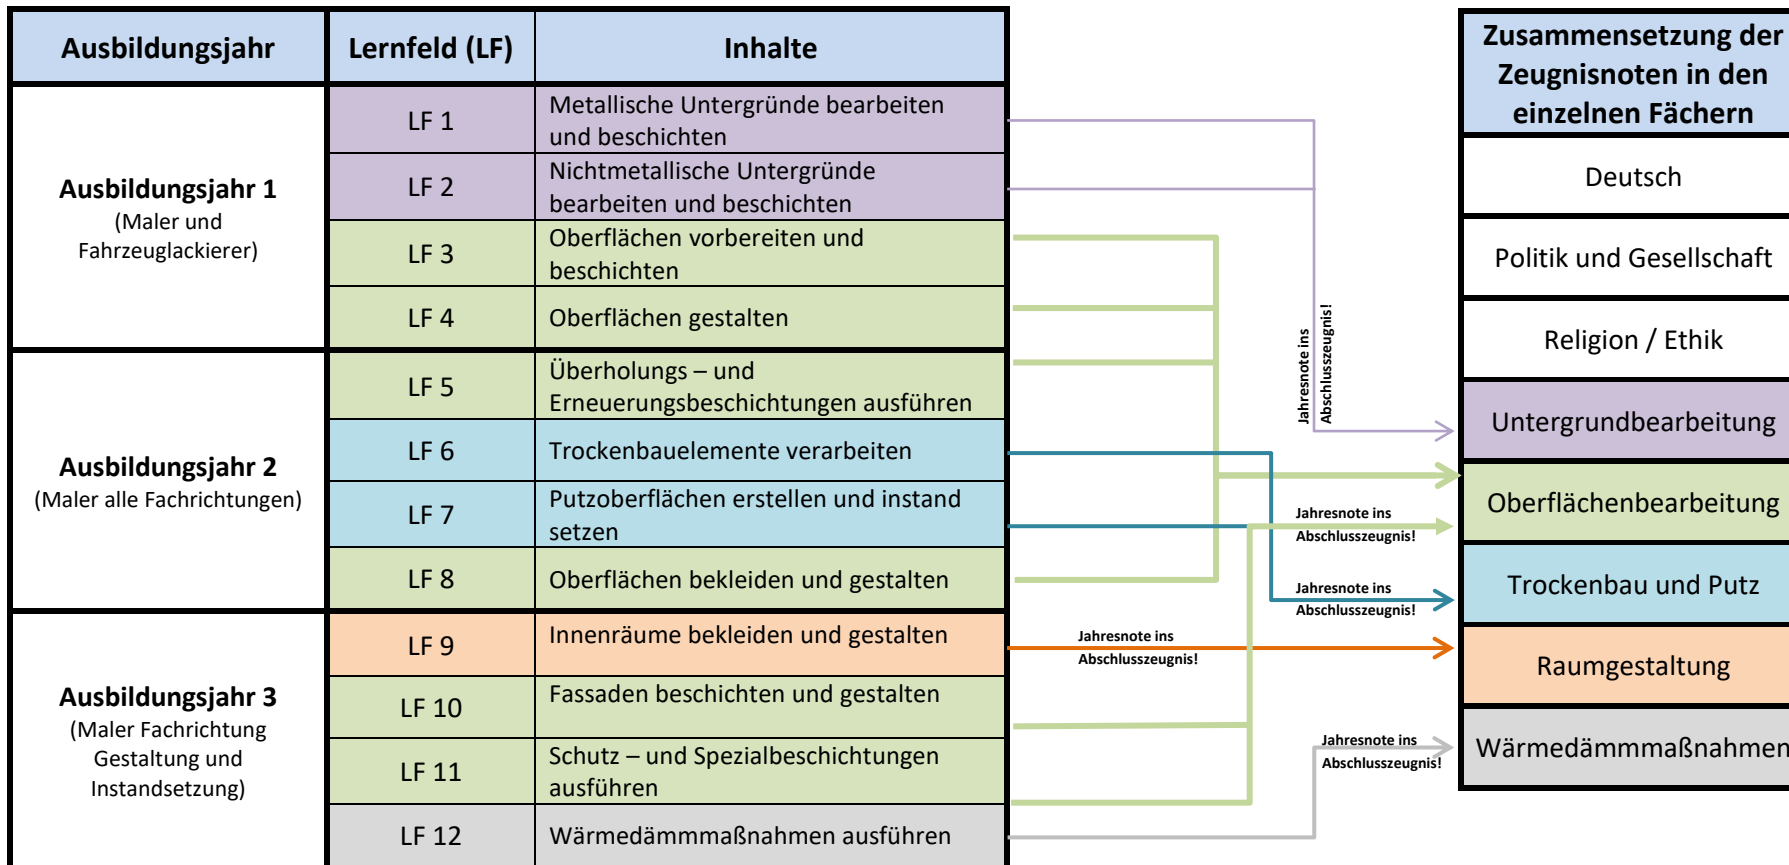 Ausbildungsjahr
Lernfeld (LF)
Inhalte
Ausbildungsjahr 1
(Maler und
Fahrzeuglackierer)
LF 1
Metallische Untergründe bearbeiten
und beschichten
LF 2
Nichtmetallische Untergründe
bearbeiten und beschichten
LF 3
Oberflächen vorbereiten und
beschichten
LF 4
Oberflächen gestalten
Ausbildungsjahr 2
(Maler alle Fachrichtungen)
LF 5
Überholungs – und
Erneuerungsbeschichtungen ausführen
LF 6
Trockenbauelemente verarbeiten
LF 7
Putzoberflächen erstellen und instand
setzen
LF 8
Oberflächen bekleiden und gestalten
Ausbildungsjahr 3
(Maler Fachrichtung
Gestaltung und
Instandsetzung)
LF 9
Innenräume bekleiden und gestalten
LF 10
Fassaden beschichten und gestalten
LF 11
Schutz – und Spezialbeschichtungen
ausführen
LF 12
Wärmedämmmaßnahmen ausführen
Jahresnote ins
Abschlusszeugnis!
Jahresnote ins
Abschlusszeugnis!
Jahresnote ins
Abschlusszeugnis!
Jahresnote ins
Abschlusszeugnis!
Jahresnote ins
Abschlusszeugnis!
Zusammensetzung der
Zeugnisnoten in den
einzelnen Fächern
Deutsch
Politik und Gesellschaft
Religion / Ethik
Untergrundbearbeitung
Oberflächenbearbeitung
Trockenbau und Putz
Raumgestaltung
Wärmedämmmaßnahmen